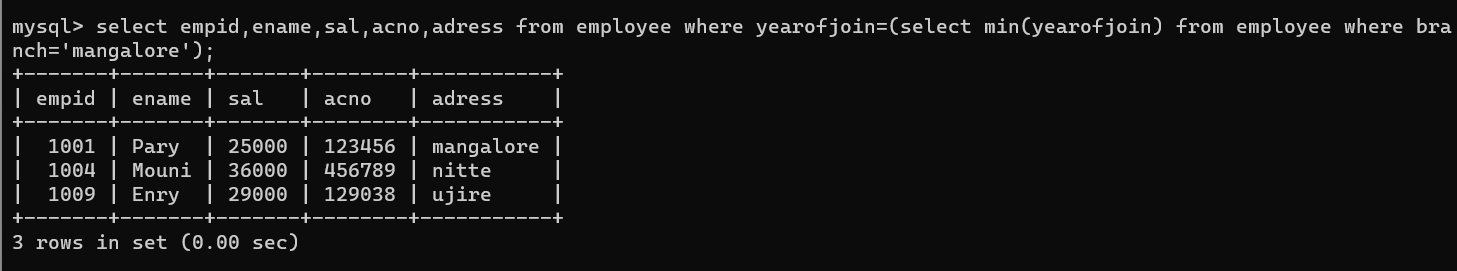 mysql> select empid,ename,sal,acno,adress from employee where yearofjoin=(select min(yearofjoin) from employee where bra
nch='mangalore');
+-------+-------+-------+--------+-----------+
| empid | ename | sal   | acno   | adress    |
+-------+-------+-------+--------+-----------+
|  1001 | Pary  | 25000 | 123456 | mangalore |
|  1004 | Mouni | 36000 | 456789 | nitte     |
|  1009 | Enry  | 29000 | 129038 | ujire     |
+-------+-------+-------+--------+-----------+
3 rows in set (0.00 sec)